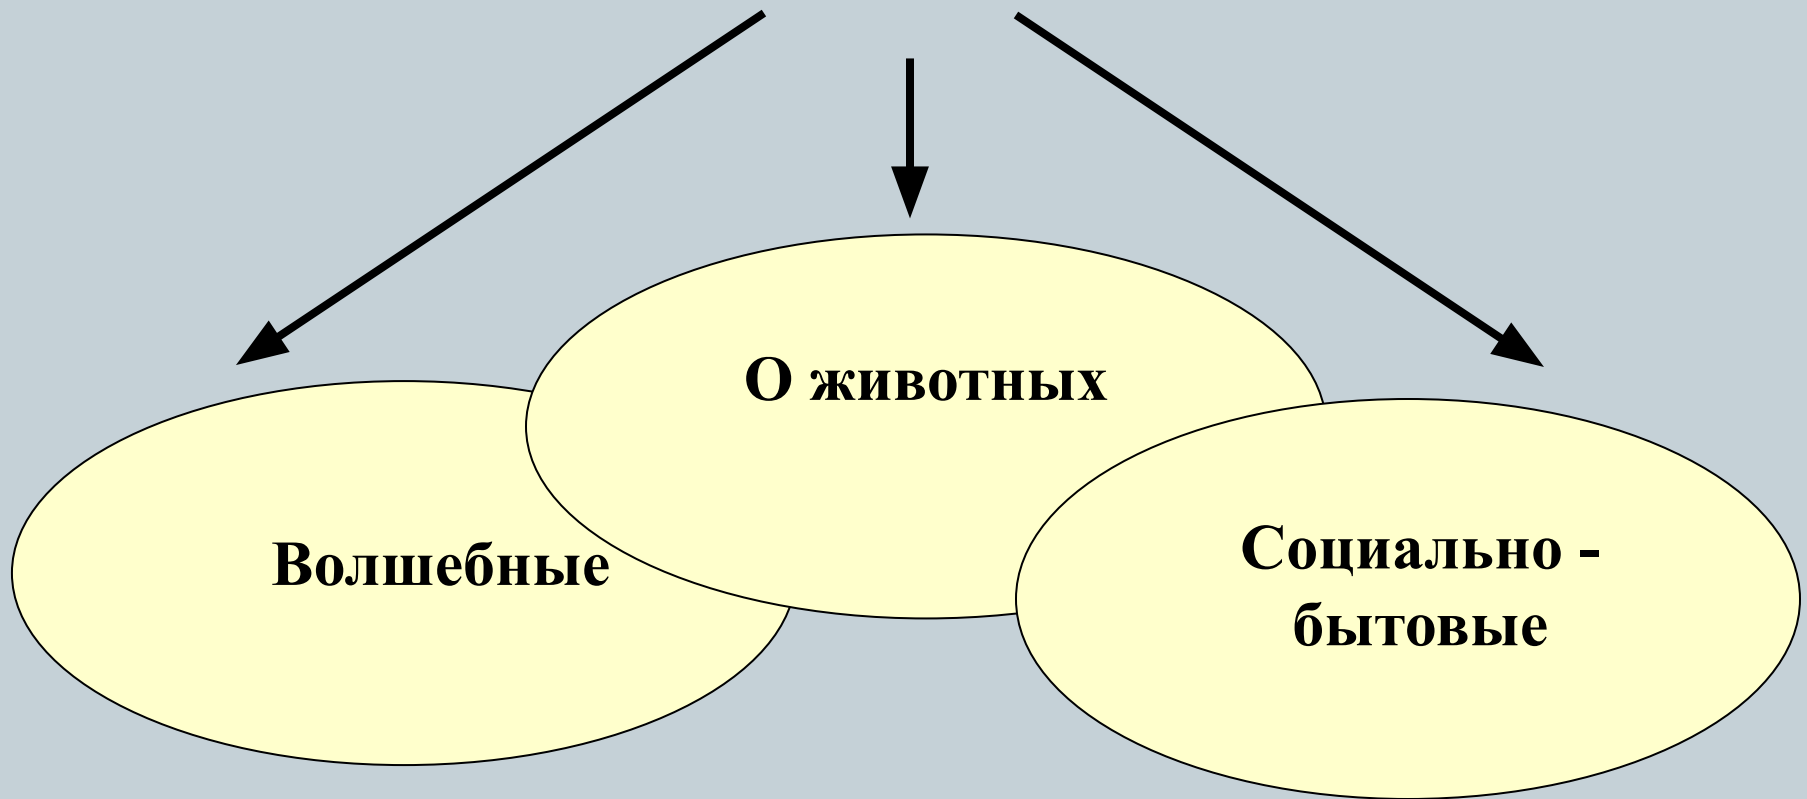 О животных
Волшебные
Социально -
бытовые